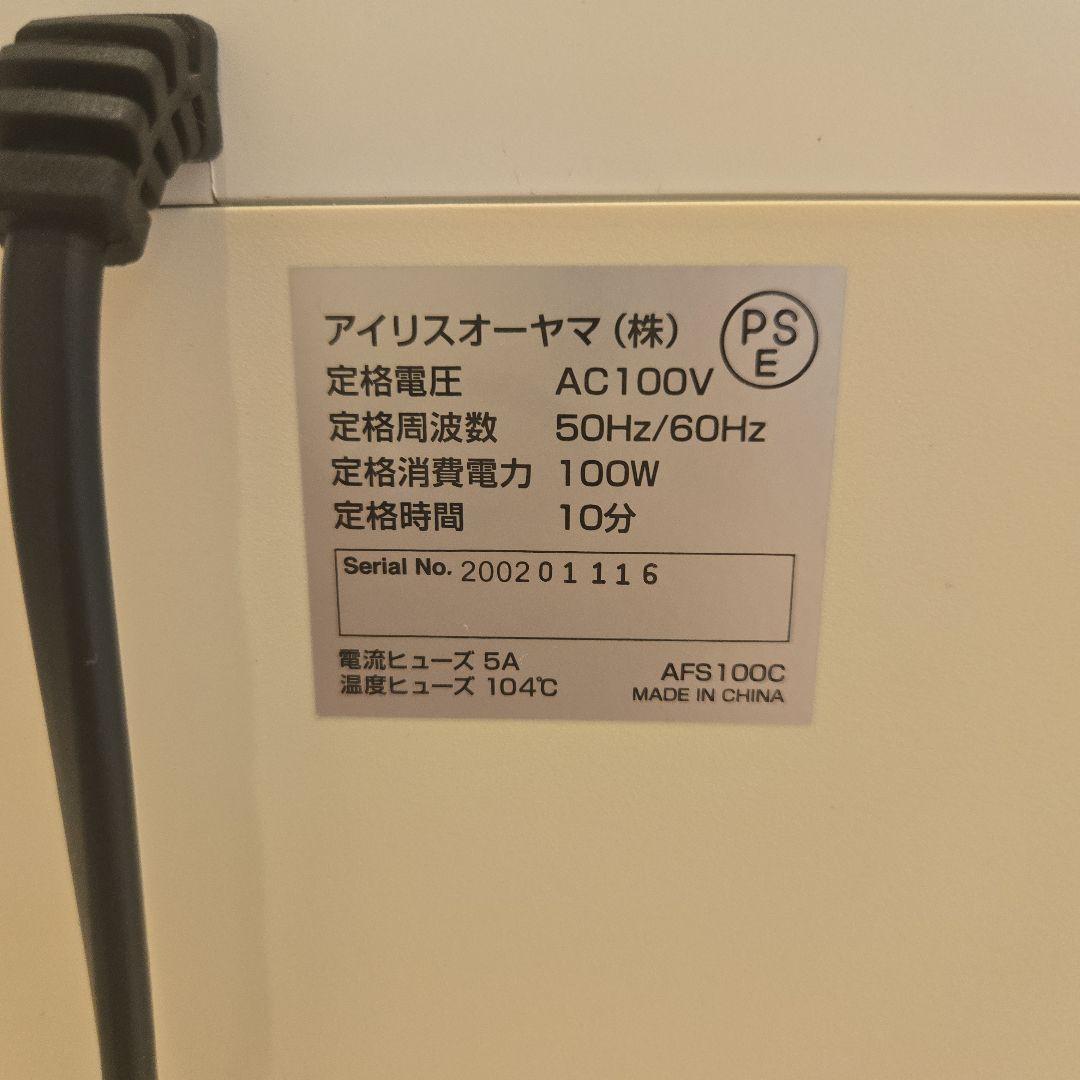 アイリスオーヤマ（株）
PS
E
定格電圧 AC100V
定格周波数 50Hz/60Hz
定格消費電力 100W
定格時間 10分
Serial No. 200201116
電流ヒューズ 5A
温度ヒューズ 104℃
AFS100C
MADE IN CHINA